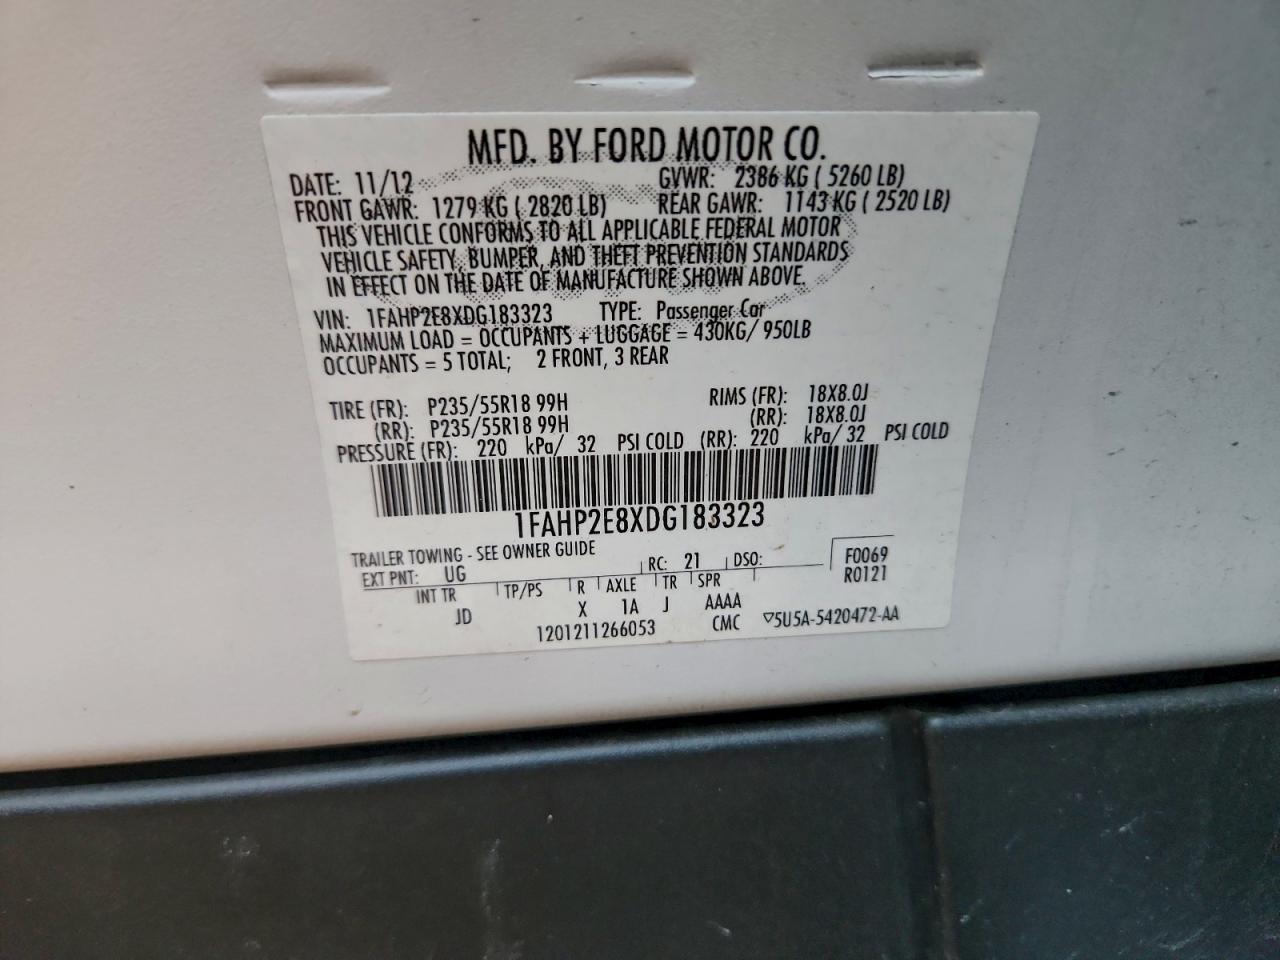 MFD. BY FORD MOTOR CO.
DATE: 11/12 GVWR: 2386 KG ( 5260 LB)
FRONT GAWR: 1279 KG ( 2820 LB) REAR GAWR: 1143 KG ( 2520 LB)
THIS VEHICLE CONFORMS TO ALL APPLICABLE FEDERAL MOTOR
VEHICLE SAFETY, BUMPER, AND THEFT PREVENTION STANDARDS
IN EFFECT ON THE DATE OF MANUFACTURE SHOWN ABOVE.
VIN: 1FAHP2E8XDG183323 TYPE: Passenger Car
MAXIMUM LOAD = OCCUPANTS + LUGGAGE = 430KG/ 950LB
OCCUPANTS = 5 TOTAL; 2 FRONT, 3 REAR
TIRE (FR): P235/55R18 99H RIMS (FR): 18X8.0J
(RR): P235/55R18 99H (RR): 18X8.0J
PRESSURE (FR): 220 kPa/ 32 PSI COLD (RR): 220 kPa/ 32 PSI COLD
1FAHP2E8XDG183323
TRAILER TOWING - SEE OWNER GUIDE
EXT PNT: UG RC: 21 DSO: F0069
R0121
INT TR TP/PS R AXLE TR SPR
JD X 1A J AAAA
1201211266053 CMC ▽5U5A-5420472-AA